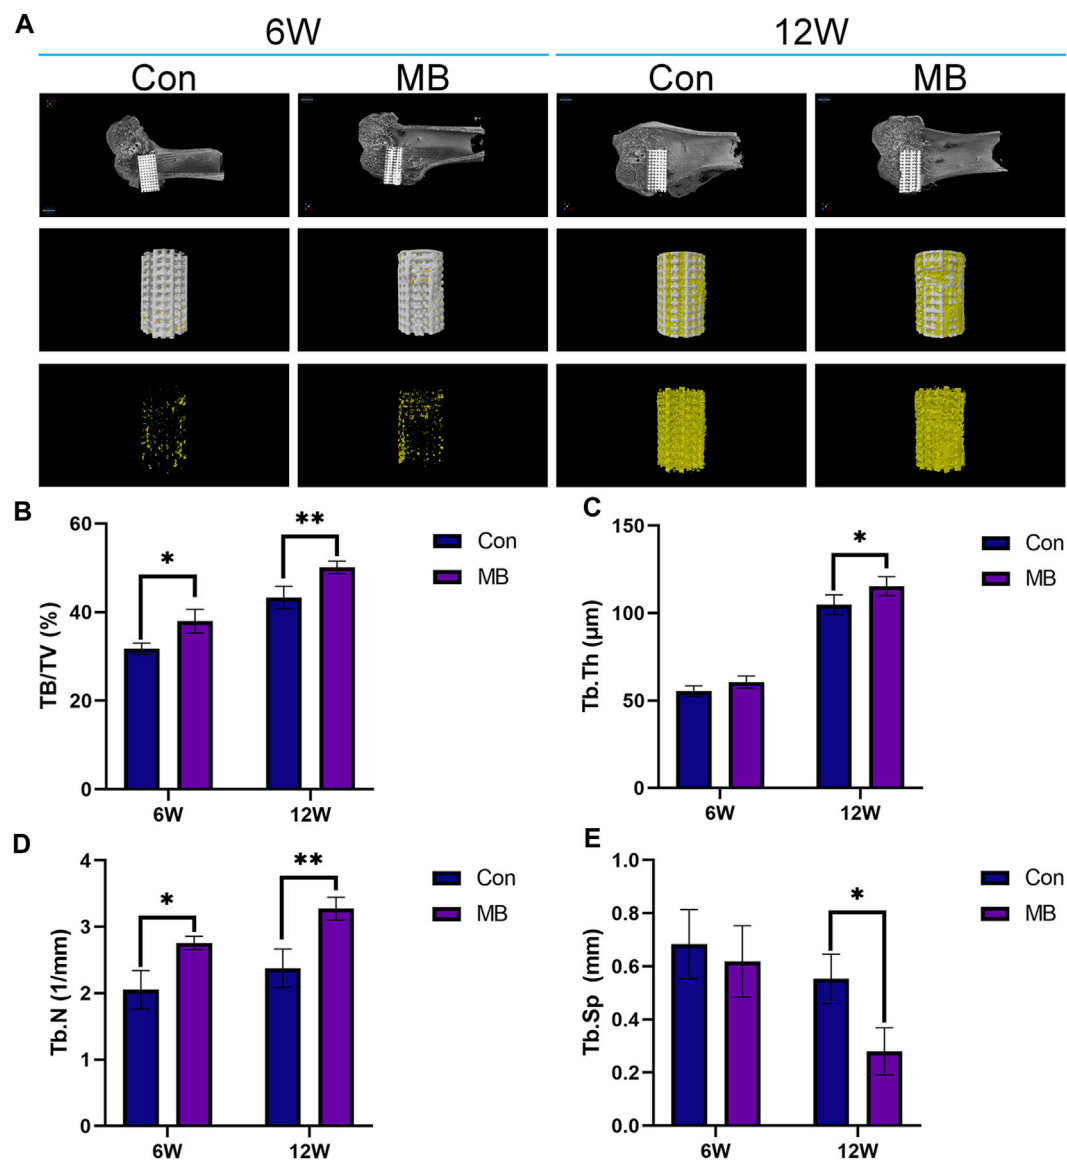 A
6W 12W
Con MB Con MB
B
TB/TV (%)
60
40
20
0
*
**
6W 12W
Con
MB
C
Tb.Th (μm)
150
100
50
0
*
6W 12W
Con
MB
D
Tb.N (1/mm)
4
3
2
1
0
*
**
6W 12W
Con
MB
E
Tb.Sp (mm)
1.0
0.8
0.6
0.4
0.2
0.0
*
6W 12W
Con
MB